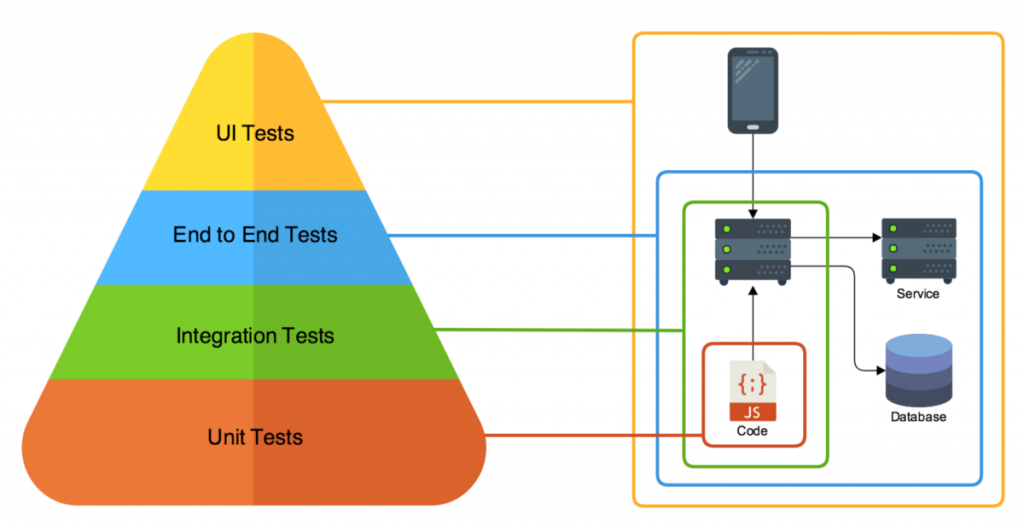 UI Tests
End to End Tests
Integration Tests
Unit Tests
Service
Database
{;}
JS
Code